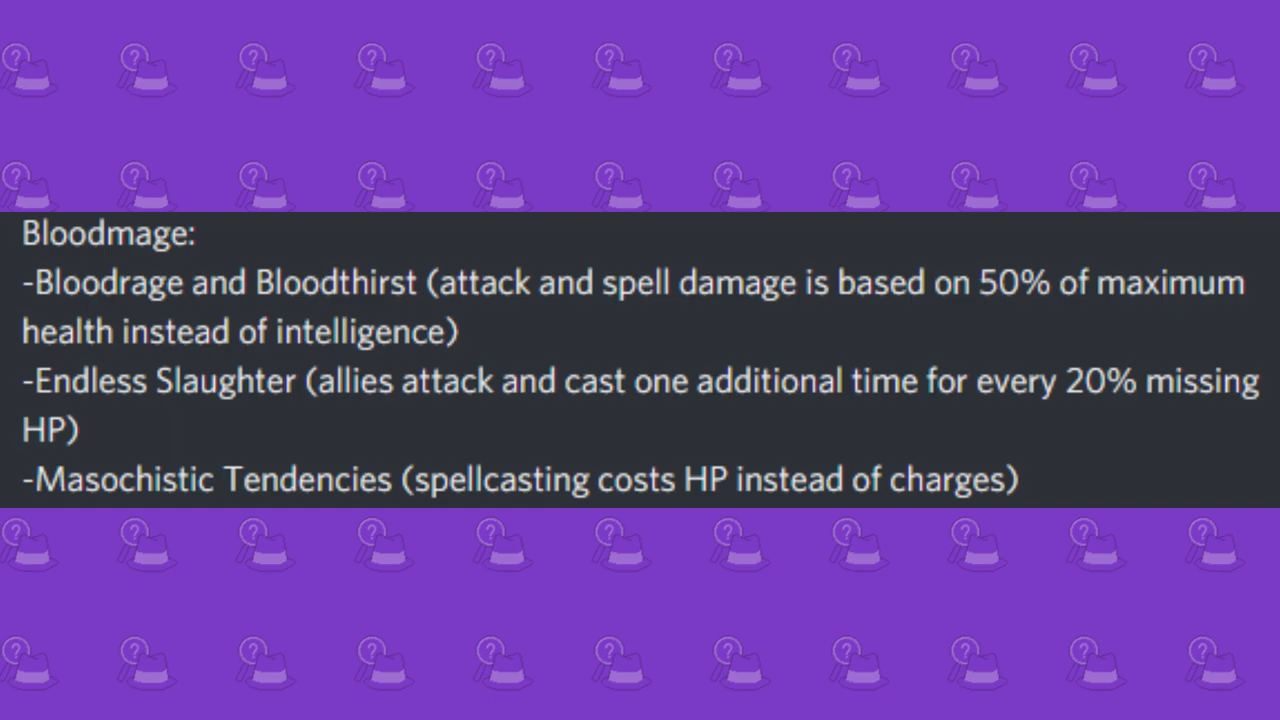 Bloodmage:
-Bloodrage and Bloodthirst (attack and spell damage is based on 50% of maximum
health instead of intelligence)
-Endless Slaughter (allies attack and cast one additional time for every 20% missing
HP)
-Masochistic Tendencies (spellcasting costs HP instead of charges)